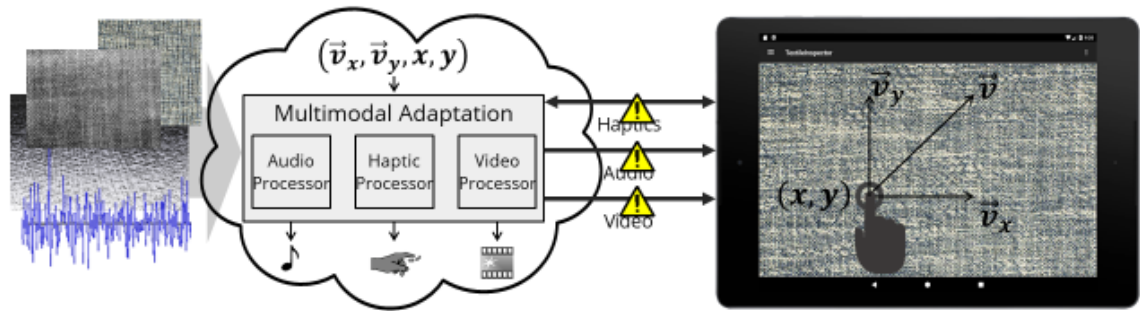 (v⃗ₓ, v⃗ᵧ, x, y)
Multimodal Adaptation
Audio
Processor
Haptic
Processor
Video
Processor
Haptics
Audio
Video
TextileInspector
v⃗ᵧ
v⃗
(x, y)
v⃗ₓ